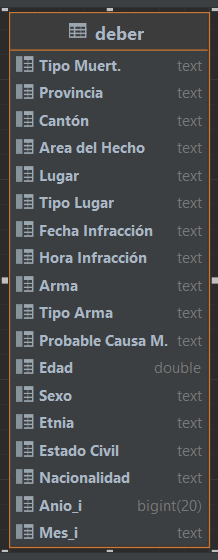 deber
Tipo Muert. text
Provincia text
Cantón text
Area del Hecho text
Lugar text
Tipo Lugar text
Fecha Infracción text
Hora Infracción text
Arma text
Tipo Arma text
Probable Causa M. text
Edad double
Sexo text
Etnia text
Estado Civil text
Nacionalidad text
Anio_i bigint(20)
Mes_i text